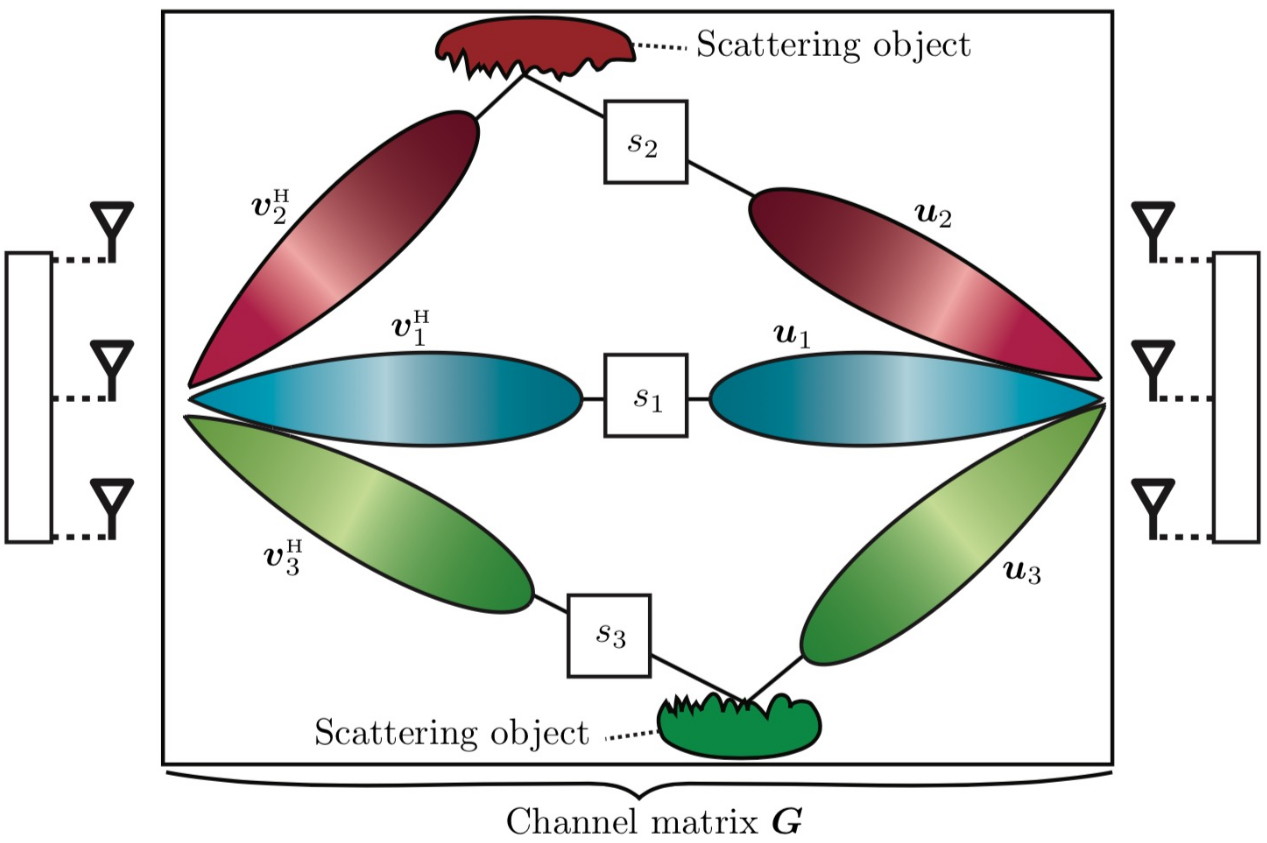 Scattering object
s₂
v₂ᴴ
u₂
v₁ᴴ
u₁
s₁
v₃ᴴ
u₃
s₃
Scattering object
Channel matrix G